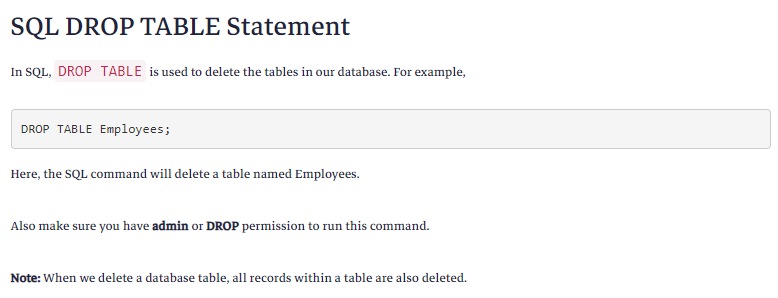 SQL DROP TABLE Statement
In SQL, DROP TABLE is used to delete the tables in our database. For example,
DROP TABLE Employees;
Here, the SQL command will delete a table named Employees.
Also make sure you have admin or DROP permission to run this command.
Note: When we delete a database table, all records within a table are also deleted.